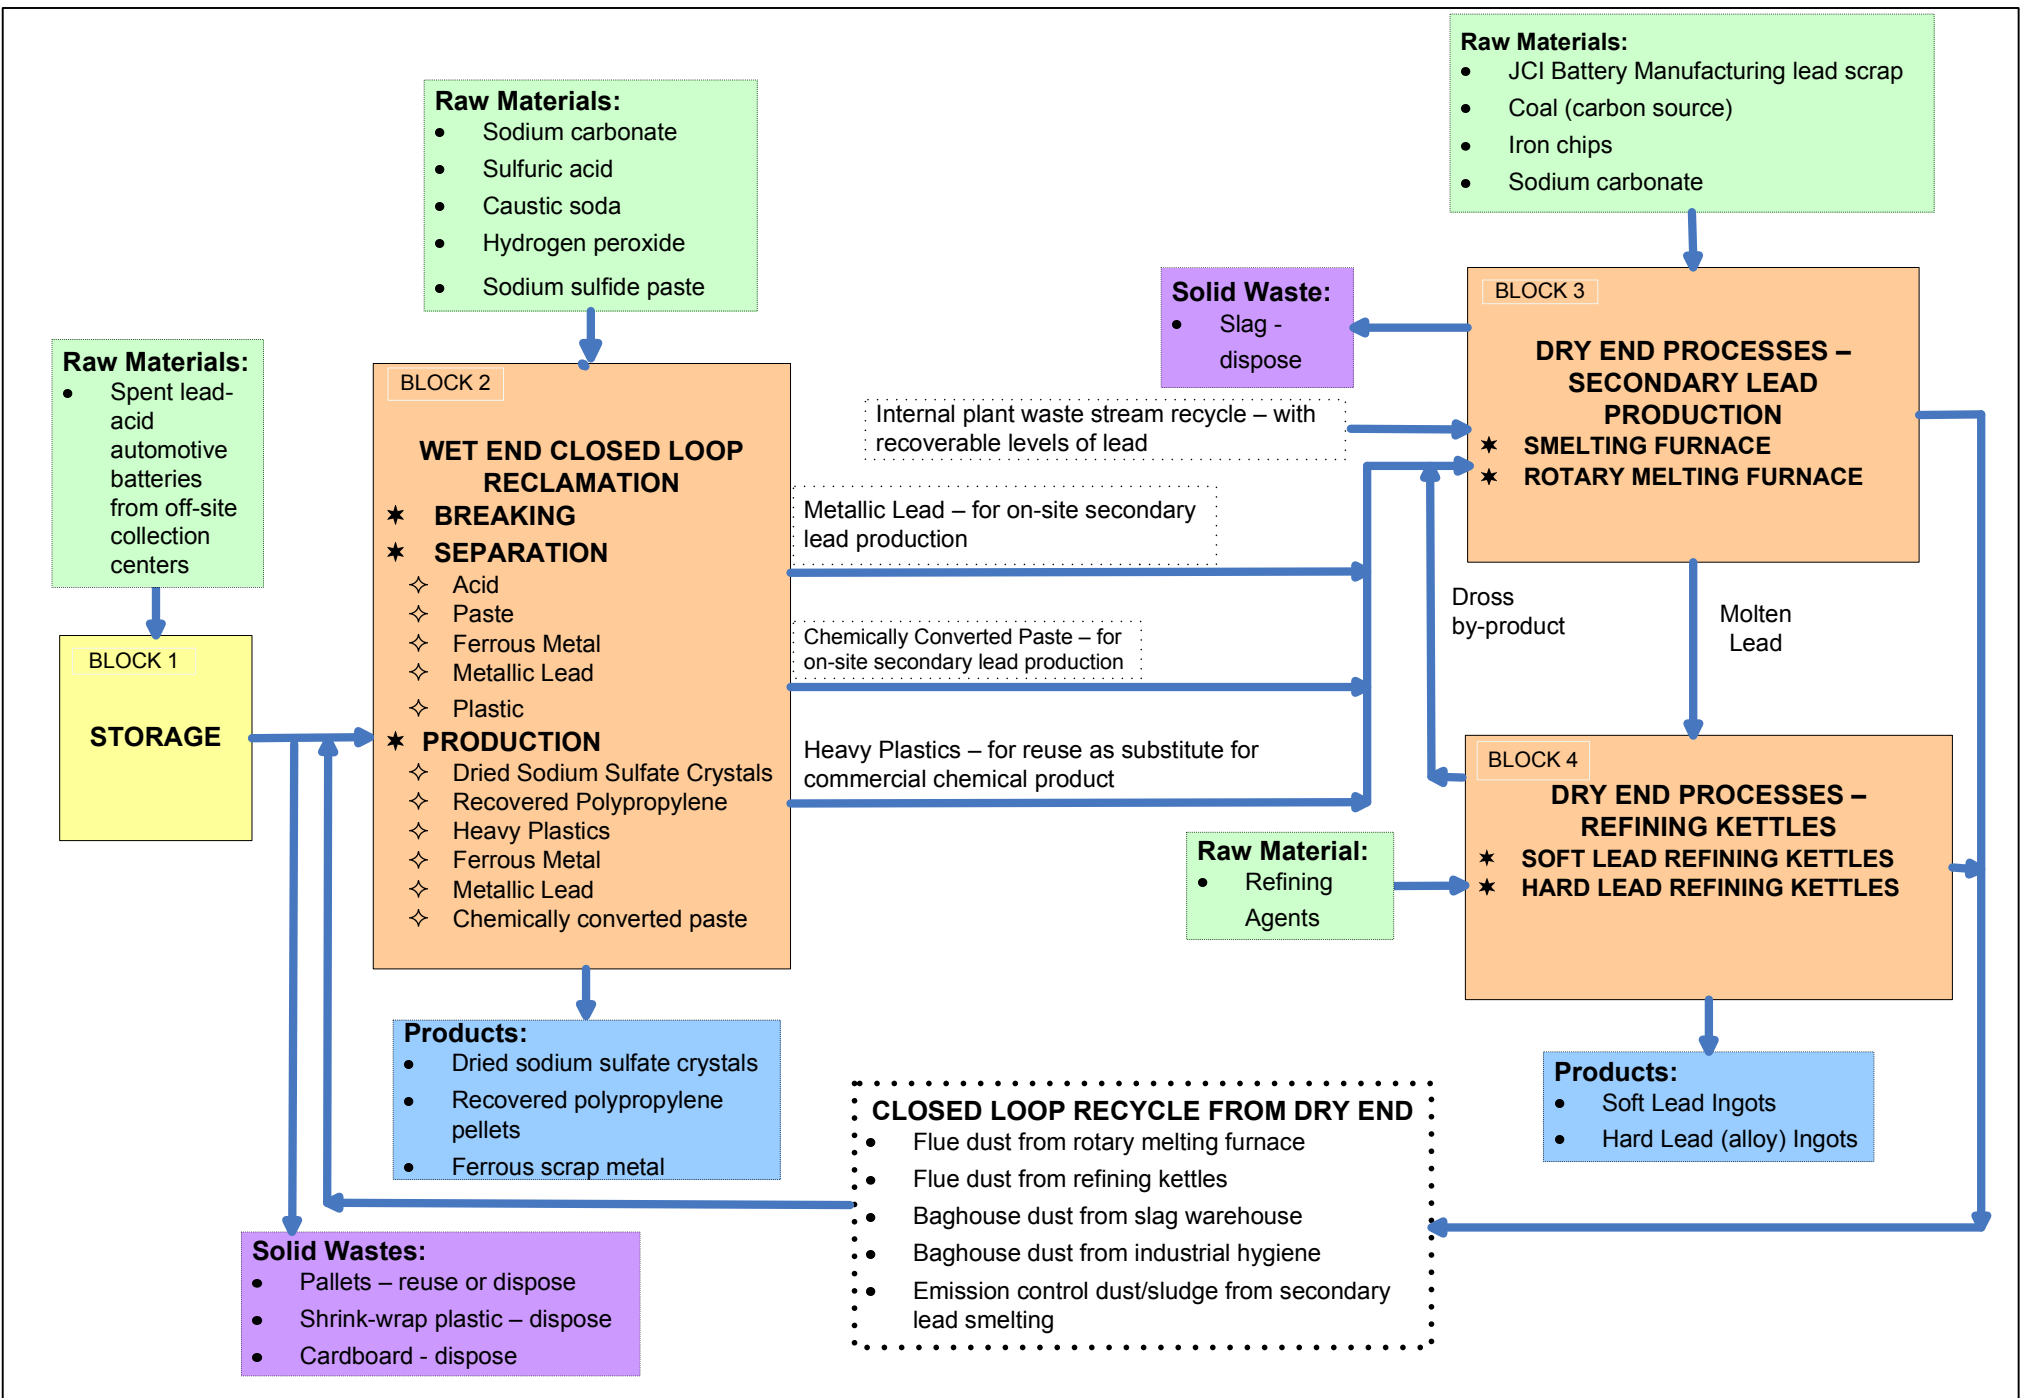 Raw Materials:
• JCI Battery Manufacturing lead scrap
• Coal (carbon source)
• Iron chips
• Sodium carbonate
Raw Materials:
• Sodium carbonate
• Sulfuric acid
• Caustic soda
• Hydrogen peroxide
• Sodium sulfide paste
Raw Materials:
• Spent lead-
acid
automotive
batteries
from off-site
collection
centers
BLOCK 1
STORAGE
BLOCK 2
WET END CLOSED LOOP
RECLAMATION
✶ BREAKING
✶ SEPARATION
✧ Acid
✧ Paste
✧ Ferrous Metal
✧ Metallic Lead
✧ Plastic
✶ PRODUCTION
✧ Dried Sodium Sulfate Crystals
✧ Recovered Polypropylene
✧ Heavy Plastics
✧ Ferrous Metal
✧ Metallic Lead
✧ Chemically converted paste
Solid Waste:
• Slag -
dispose
Internal plant waste stream recycle – with
recoverable levels of lead
Metallic Lead – for on-site secondary
lead production
Chemically Converted Paste – for
on-site secondary lead production
Heavy Plastics – for reuse as substitute for
commercial chemical product
BLOCK 3
DRY END PROCESSES –
SECONDARY LEAD
PRODUCTION
✶ SMELTING FURNACE
✶ ROTARY MELTING FURNACE
Dross
by-product
Molten
Lead
BLOCK 4
DRY END PROCESSES –
REFINING KETTLES
✶ SOFT LEAD REFINING KETTLES
✶ HARD LEAD REFINING KETTLES
Raw Material:
• Refining
Agents
Products:
• Dried sodium sulfate crystals
• Recovered polypropylene
pellets
• Ferrous scrap metal
CLOSED LOOP RECYCLE FROM DRY END
• Flue dust from rotary melting furnace
• Flue dust from refining kettles
• Baghouse dust from slag warehouse
• Baghouse dust from industrial hygiene
• Emission control dust/sludge from secondary
lead smelting
Products:
• Soft Lead Ingots
• Hard Lead (alloy) Ingots
Solid Wastes:
• Pallets – reuse or dispose
• Shrink-wrap plastic – dispose
• Cardboard - dispose